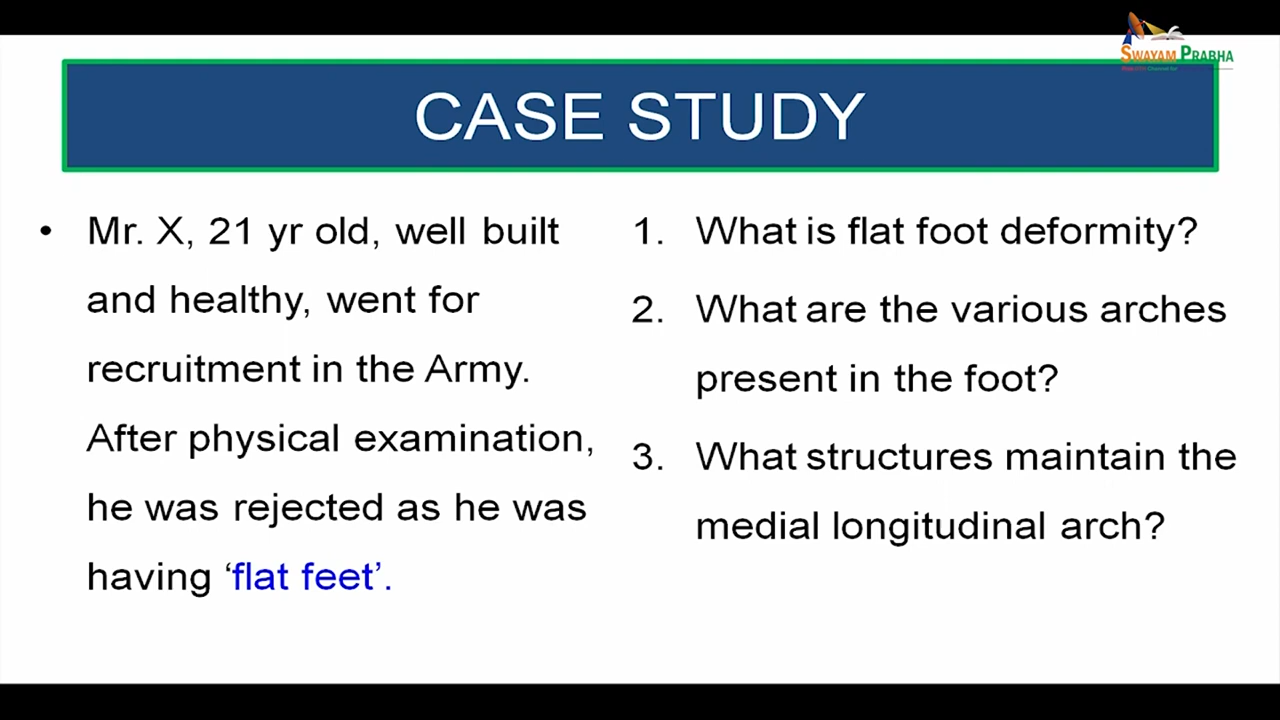 SWAYAM PRABHA
CASE STUDY
• Mr. X, 21 yr old, well built
and healthy, went for
recruitment in the Army.
After physical examination,
he was rejected as he was
having ‘flat feet’.
1. What is flat foot deformity?
2. What are the various arches
present in the foot?
3. What structures maintain the
medial longitudinal arch?